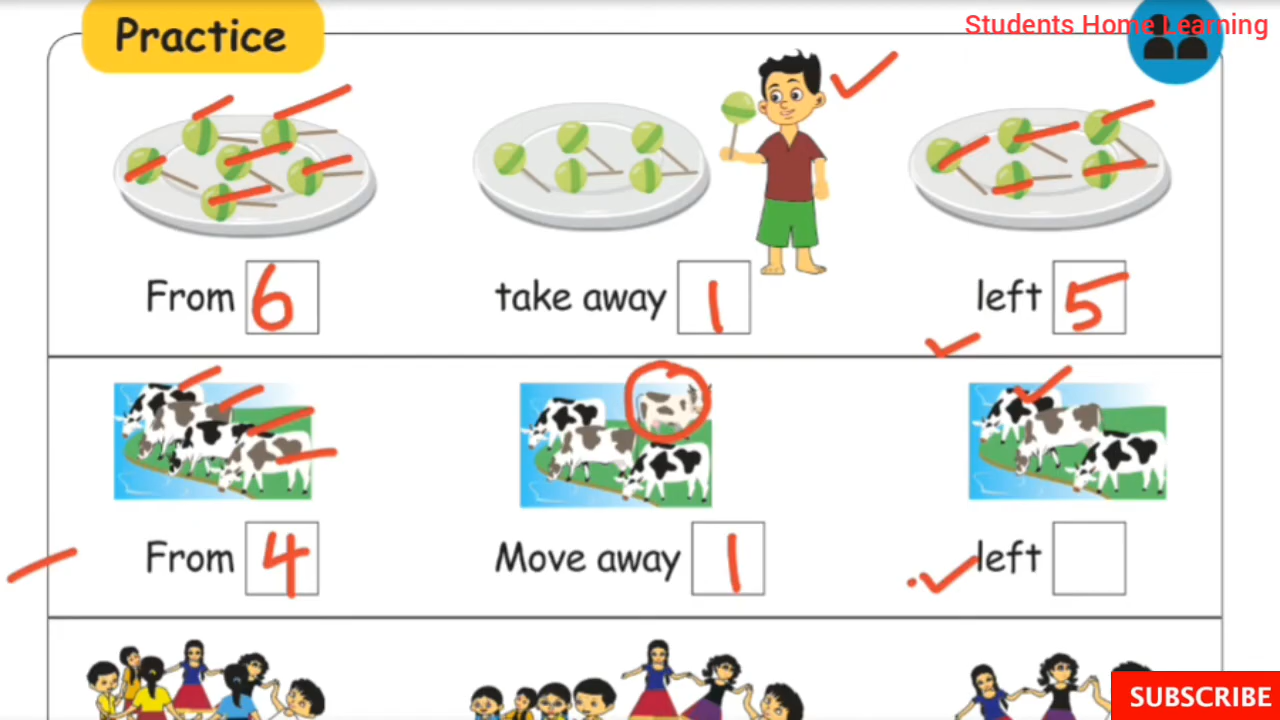 Practice
Students Home Learning
From 6 take away 1 left 5
From 4 Move away 1 left
SUBSCRIBE